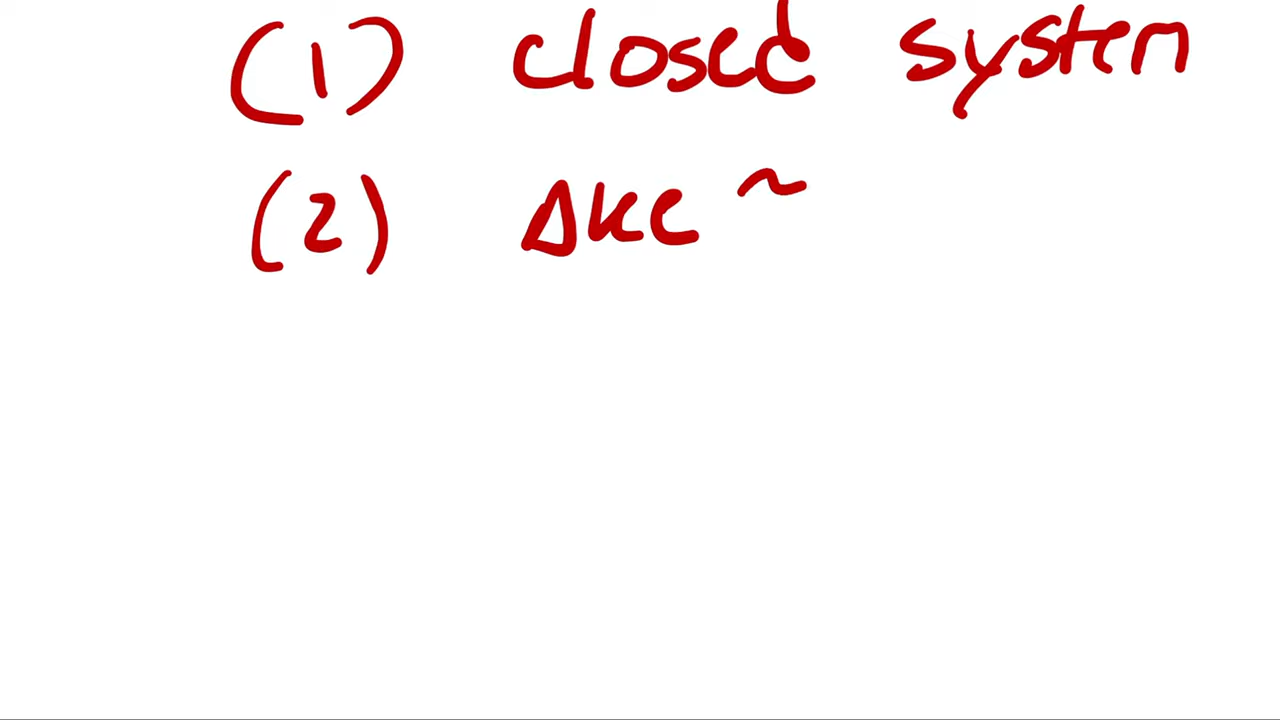 (1) closed system
(2) Δke ~